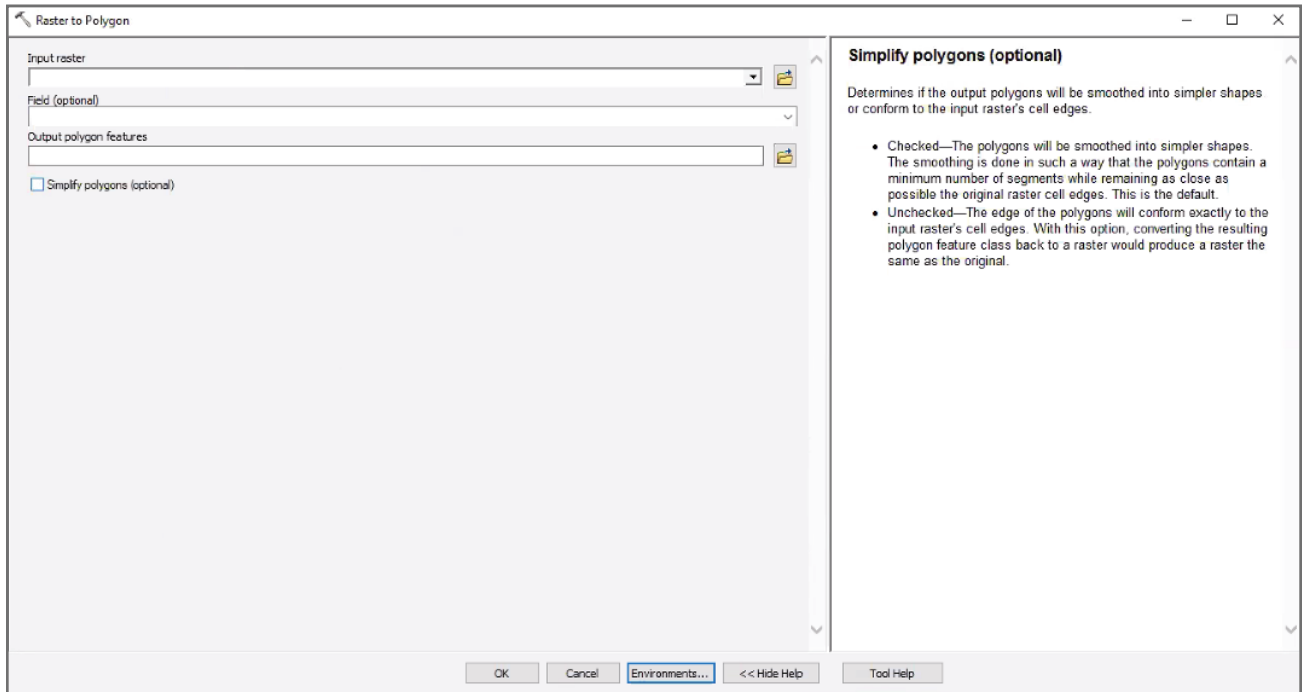 Raster to Polygon
Input raster
Field (optional)
Output polygon features
Simplify polygons (optional)
Simplify polygons (optional)
Determines if the output polygons will be smoothed into simpler shapes
or conform to the input raster's cell edges.
• Checked—The polygons will be smoothed into simpler shapes.
The smoothing is done in such a way that the polygons contain a
minimum number of segments while remaining as close as
possible the original raster cell edges. This is the default.
• Unchecked—The edge of the polygons will conform exactly to the
input raster's cell edges. With this option, converting the resulting
polygon feature class back to a raster would produce a raster the
same as the original.
OK
Cancel
Environments...
<< Hide Help
Tool Help